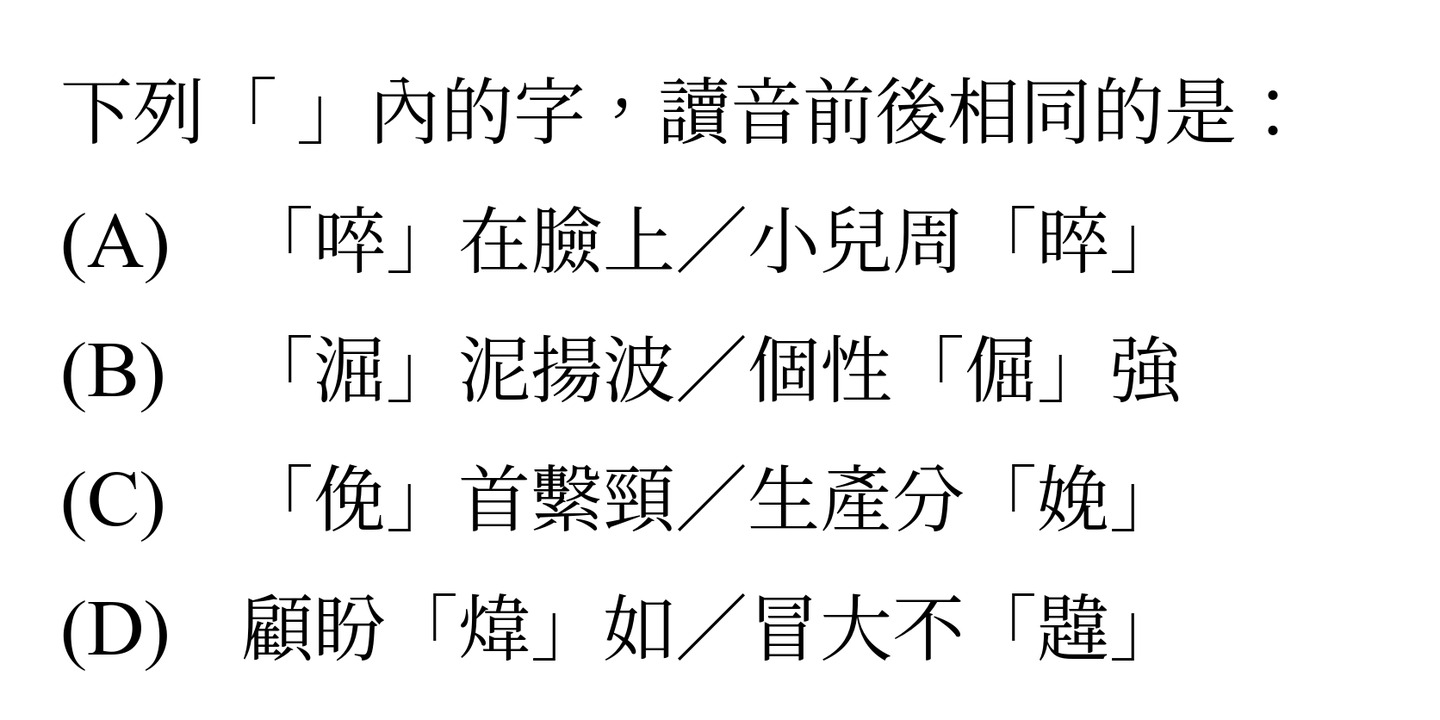 下列「 」內的字，讀音前後相同的是：
(A) 「啐」在臉上／小兒周「晬」
(B) 「淈」泥揚波／個性「倔」強
(C) 「俛」首繫頸／生產分「娩」
(D) 顧盼「煒」如／冒大不「韙」